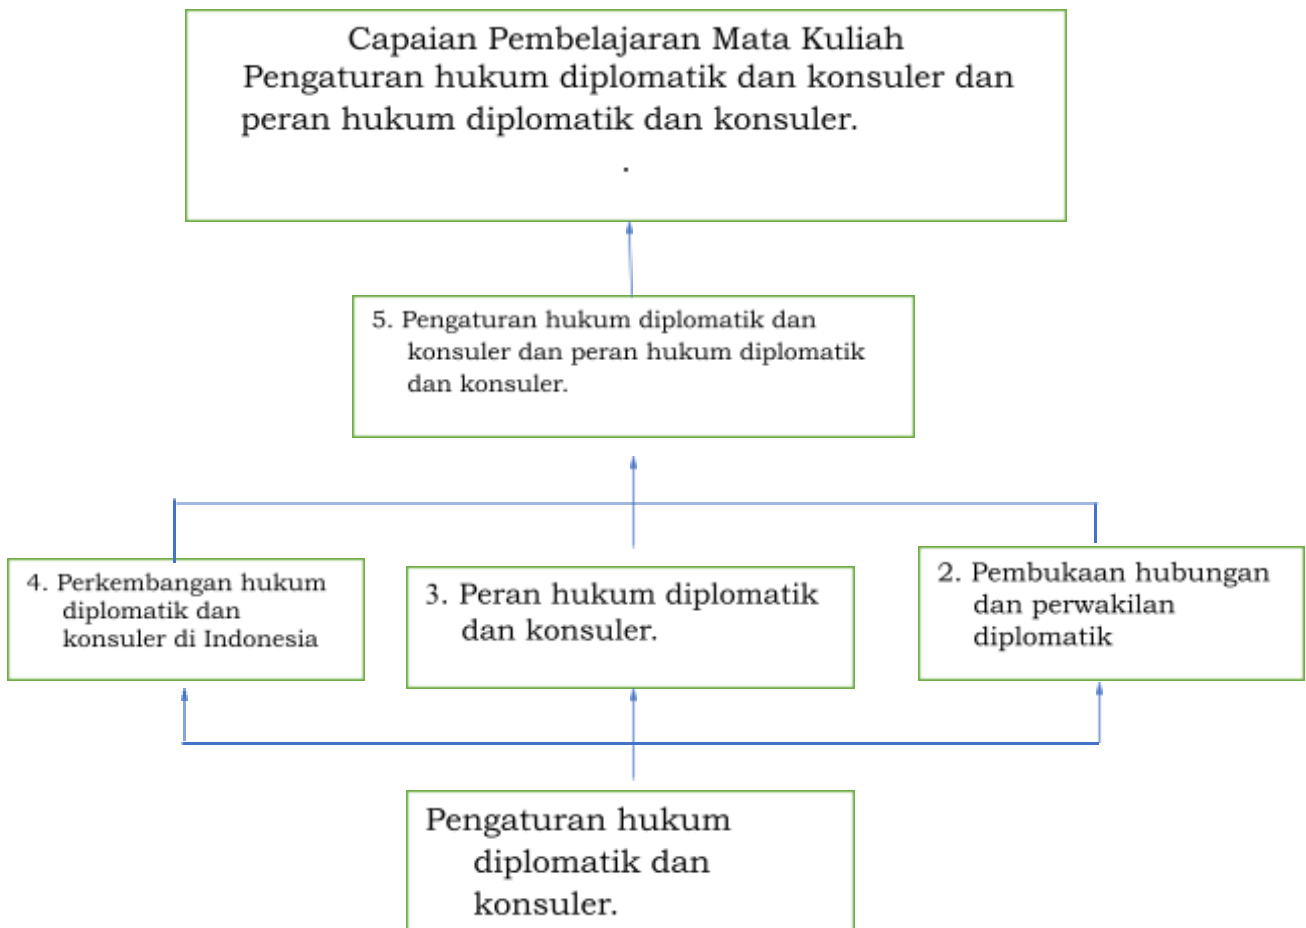 Capaian Pembelajaran Mata Kuliah
Pengaturan hukum diplomatik dan konsuler dan
peran hukum diplomatik dan konsuler.
.
5. Pengaturan hukum diplomatik dan
konsuler dan peran hukum diplomatik
dan konsuler.
4. Perkembangan hukum
diplomatik dan
konsuler di Indonesia
3. Peran hukum diplomatik
dan konsuler.
2. Pembukaan hubungan
dan perwakilan
diplomatik
Pengaturan hukum
diplomatik dan
konsuler.